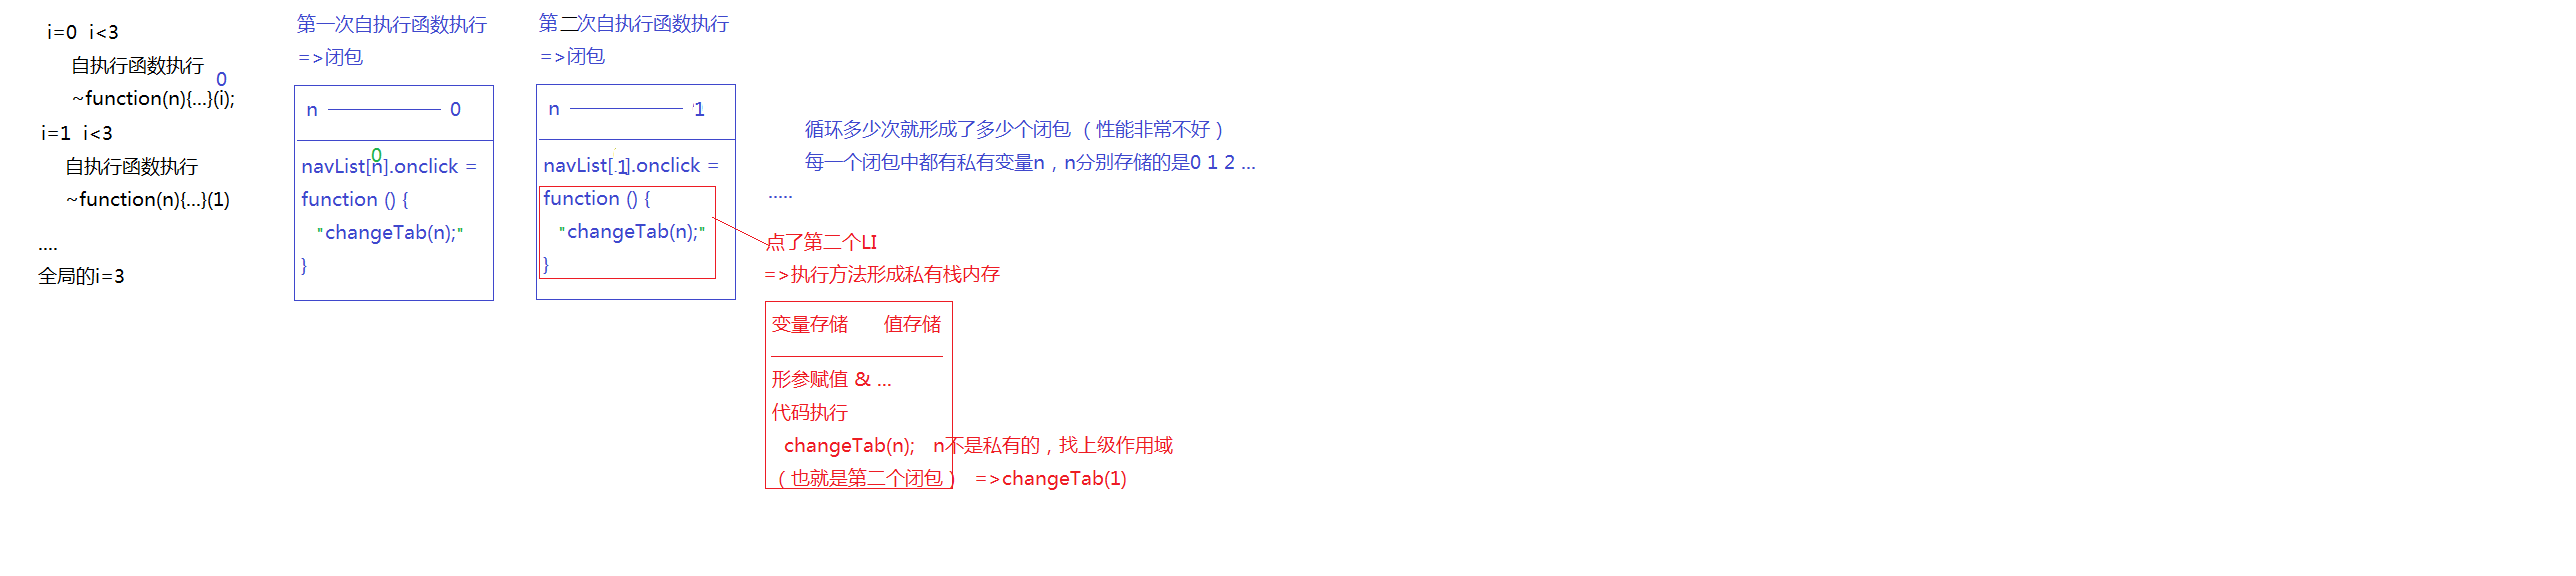 i=0 i<3
自执行函数执行
0
~function(n){...}(i);
i=1 i<3
自执行函数执行
~function(n){...}(1)
....
全局的i=3
第一次自执行函数执行
=>闭包
n 0
0
navList[n].onclick =
function () {
"changeTab(n);"
}
第二次自执行函数执行
=>闭包
n 1
navList[1].onclick =
function () {
"changeTab(n);"
}
循环多少次就形成了多少个闭包（性能非常不好）
每一个闭包中都有私有变量n，n分别存储的是0 1 2 ...
.....
点了第二个LI
=>执行方法形成私有栈内存
变量存储 值存储
形参赋值 & ...
代码执行
changeTab(n); n不是私有的，找上级作用域
（也就是第二个闭包） =>changeTab(1)